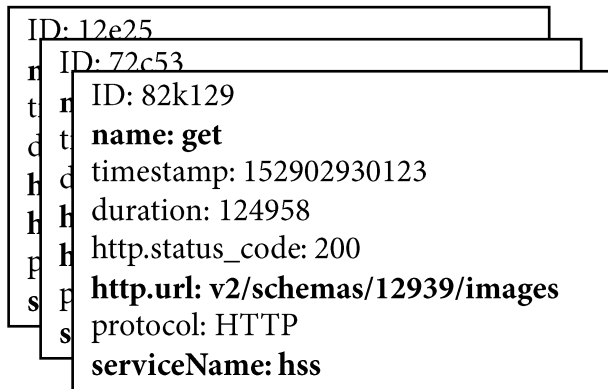 ID: 12e25
ID: 72c53
ID: 82k129
name: get
timestamp: 152902930123
duration: 124958
http.status_code: 200
http.url: v2/schemas/12939/images
protocol: HTTP
serviceName: hss